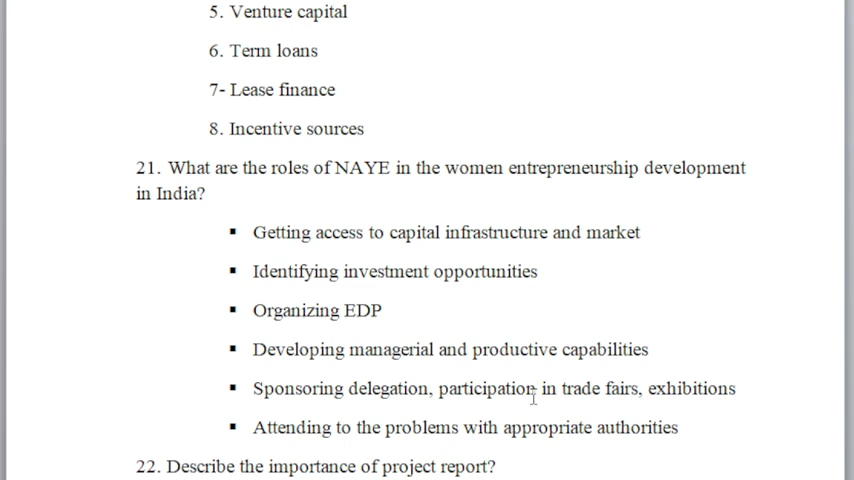 5. Venture capital
6. Term loans
7- Lease finance
8. Incentive sources
21. What are the roles of NAYE in the women entrepreneurship development
in India?
▪ Getting access to capital infrastructure and market
▪ Identifying investment opportunities
▪ Organizing EDP
▪ Developing managerial and productive capabilities
▪ Sponsoring delegation, participation in trade fairs, exhibitions
▪ Attending to the problems with appropriate authorities
22. Describe the importance of project report?